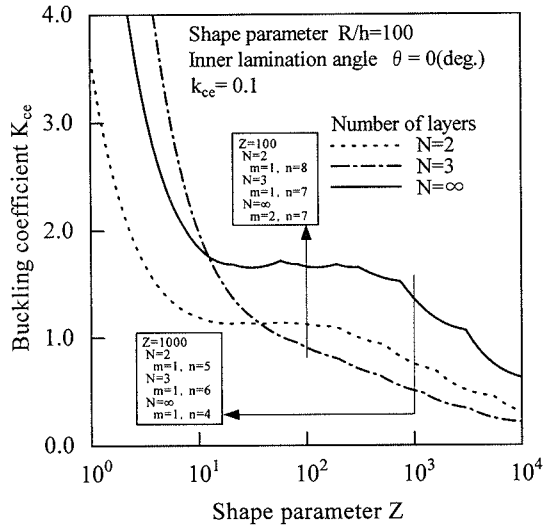 4.0
3.0
2.0
1.0
0.0
Buckling coefficient K_ce
Shape parameter R/h=100
Inner lamination angle θ = 0(deg.)
k_ce= 0.1
Number of layers
N=2
N=3
N=∞
Z=100
N=2
m=1, n=8
N=3
m=1, n=7
N=∞
m=2, n=7
Z=1000
N=2
m=1, n=5
N=3
m=1, n=6
N=∞
m=1, n=4
10^0
10^1
10^2
10^3
10^4
Shape parameter Z